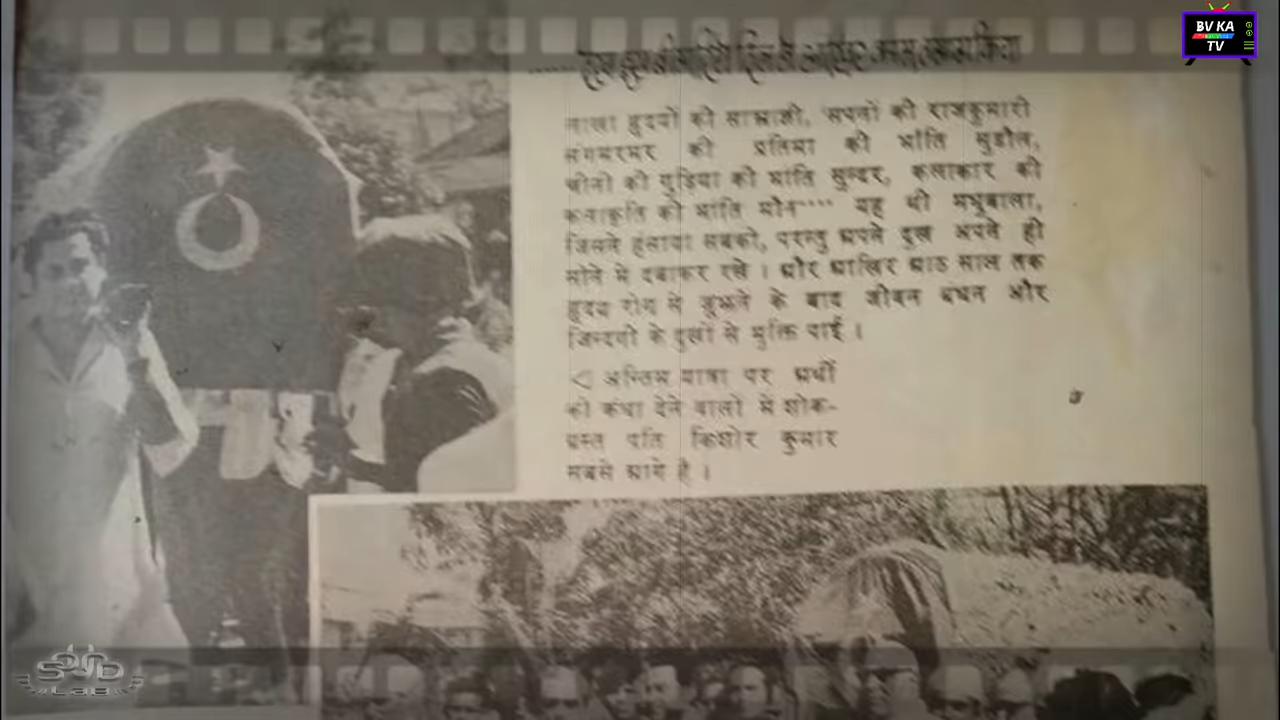 BV KA
TV
लाखों हृदयों की साम्राज्ञी, 'सपनों की राजकुमारी
संगमरमर की प्रतिमा की भांति सुडौल,
चीनी की गुड़िया की भांति सुन्दर, कलाकार की
कलाकृति की भांति मौन···· यह थी मधुबाला,
जिसने हंसाया सबको, परन्तु अपने दुख अपने ही
सीने में दबाकर रखे । और आखिर आठ साल तक
हृदय रोग से जूझने के बाद जीवन बंधन और
जिन्दगी के दुखों से मुक्ति पाई ।
◁ अन्तिम यात्रा पर अर्थी
को कंधा देने वालों में शोक-
ग्रस्त पति किशोर कुमार
सबसे आगे है ।
LAB